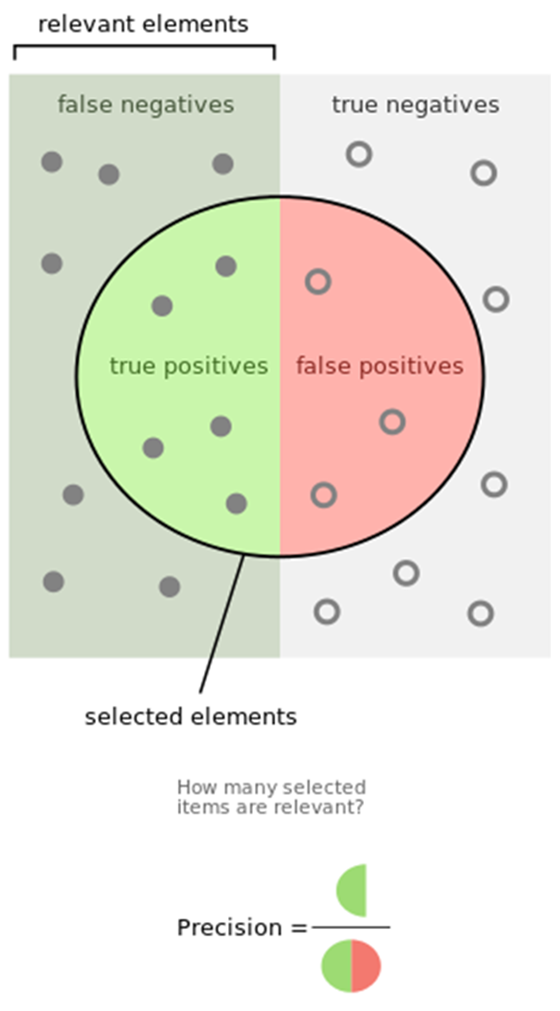 relevant elements
false negatives
true negatives
true positives
false positives
selected elements
How many selected
items are relevant?
Precision =